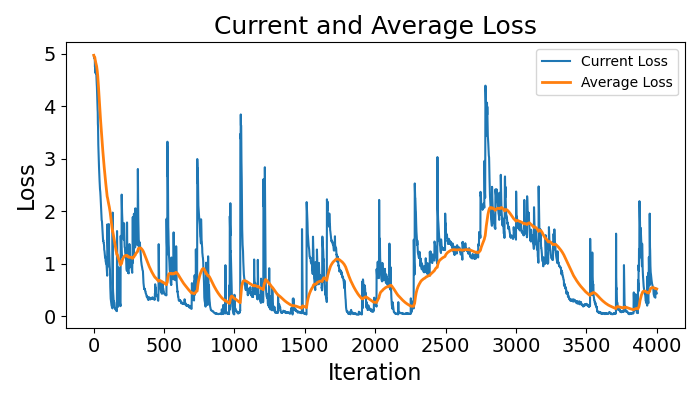 Current and Average Loss
Current Loss
Average Loss
Loss
5
4
3
2
1
0
0 500 1000 1500 2000 2500 3000 3500 4000
Iteration